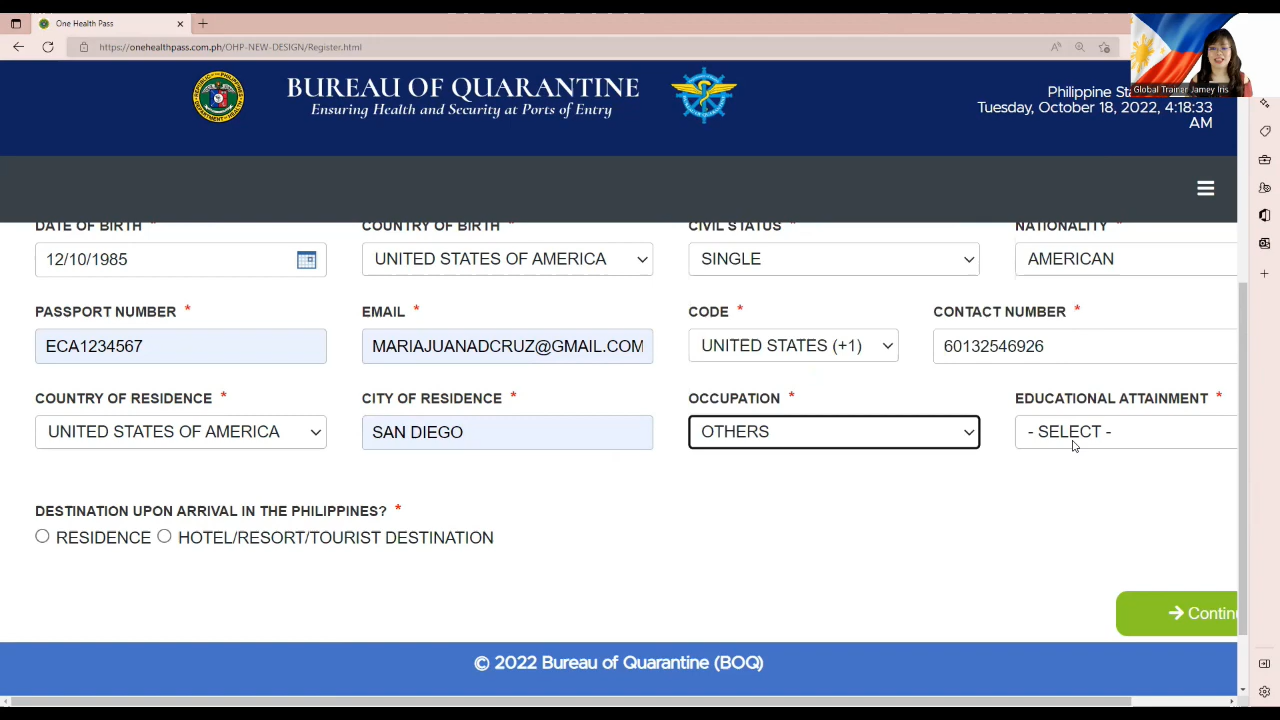 One Health Pass
https://onehealthpass.com.ph/OHP-NEW-DESIGN/Register.html
Global Trainer Jamey Iris
BUREAU OF QUARANTINE
Ensuring Health and Security at Ports of Entry
Philippine
Tuesday, October 18, 2022, 4:18:33
AM
DATE OF BIRTH * COUNTRY OF BIRTH * CIVIL STATUS * NATIONALITY *
12/10/1985 UNITED STATES OF AMERICA SINGLE AMERICAN
PASSPORT NUMBER * EMAIL * CODE * CONTACT NUMBER *
ECA1234567 MARIAJUANADCRUZ@GMAIL.COM UNITED STATES (+1) 60132546926
COUNTRY OF RESIDENCE * CITY OF RESIDENCE * OCCUPATION * EDUCATIONAL ATTAINMENT *
UNITED STATES OF AMERICA SAN DIEGO OTHERS - SELECT -
DESTINATION UPON ARRIVAL IN THE PHILIPPINES? *
RESIDENCE HOTEL/RESORT/TOURIST DESTINATION
Contin
© 2022 Bureau of Quarantine (BOQ)